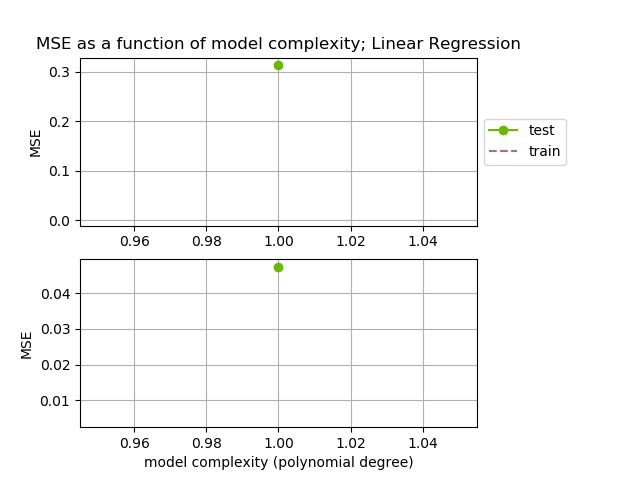 MSE as a function of model complexity; Linear Regression
0.3
0.2
0.1
0.0
MSE
0.96 0.98 1.00 1.02 1.04
test
train
0.04
0.03
0.02
0.01
MSE
0.96 0.98 1.00 1.02 1.04
model complexity (polynomial degree)